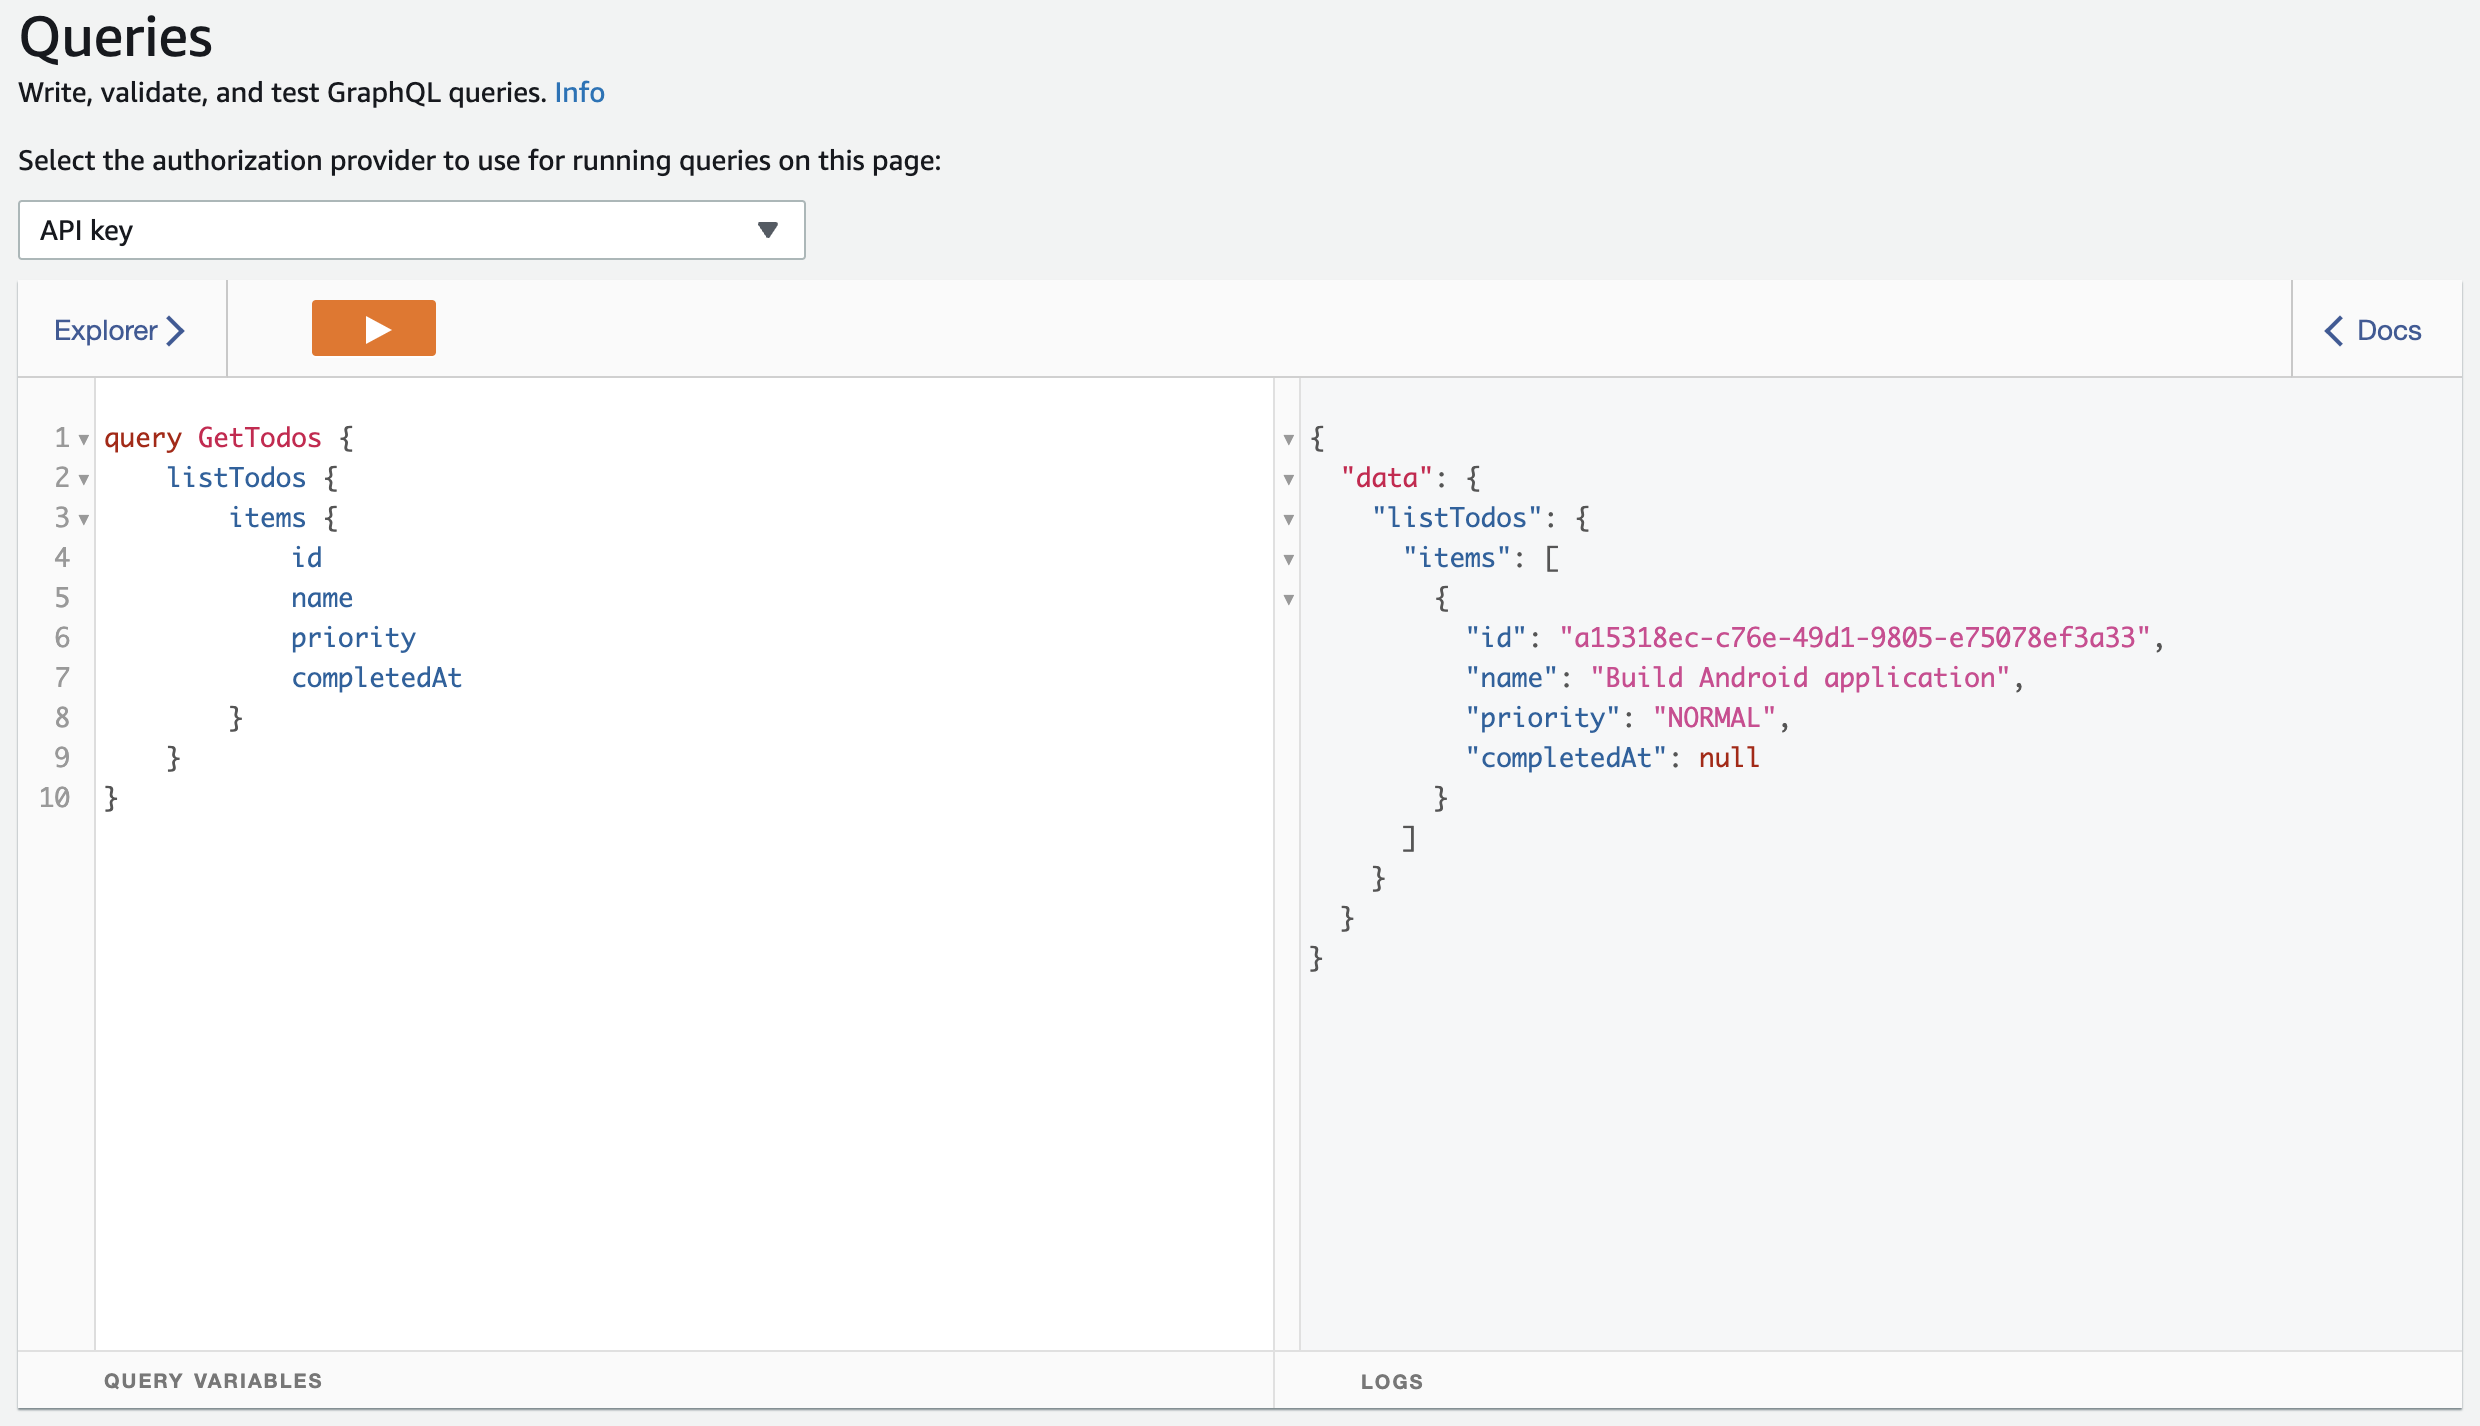 Queries
Write, validate, and test GraphQL queries. Info
Select the authorization provider to use for running queries on this page:
API key
Explorer
Docs
1 query GetTodos {
2 listTodos {
3 items {
4 id
5 name
6 priority
7 completedAt
8 }
9 }
10 }
{
"data": {
"listTodos": {
"items": [
{
"id": "a15318ec-c76e-49d1-9805-e75078ef3a33",
"name": "Build Android application",
"priority": "NORMAL",
"completedAt": null
}
]
}
}
}
QUERY VARIABLES
LOGS